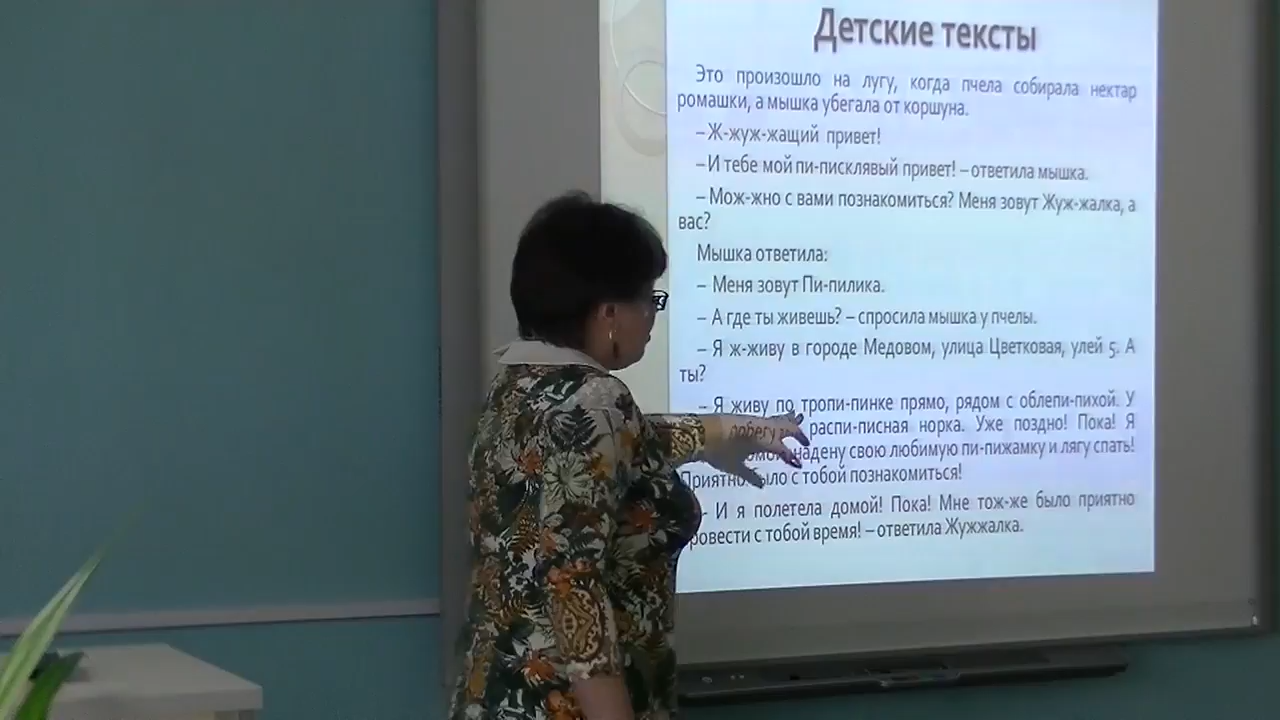 Детские тексты
Это произошло на лугу, когда пчела собирала нектар
ромашки, а мышка убегала от коршуна.
– Ж-жуж-жащий привет!
– И тебе мой пи-писклявый привет! – ответила мышка.
– Мож-жно с вами познакомиться? Меня зовут Жуж-жалка, а
вас?
Мышка ответила:
– Меня зовут Пи-пилика.
– А где ты живешь? – спросила мышка у пчелы.
– Я ж-живу в городе Медовом, улица Цветковая, улей 5. А
ты?
– Я живу по тропи-пинке прямо, рядом с облепи-пихой. У
распи-писная норка. Уже поздно! Пока! Я
побегу надену свою любимую пи-пижамку и лягу спать!
Приятно было с тобой познакомиться!
– И я полетела домой! Пока! Мне тож-же было приятно
провести с тобой время! – ответила Жужжалка.